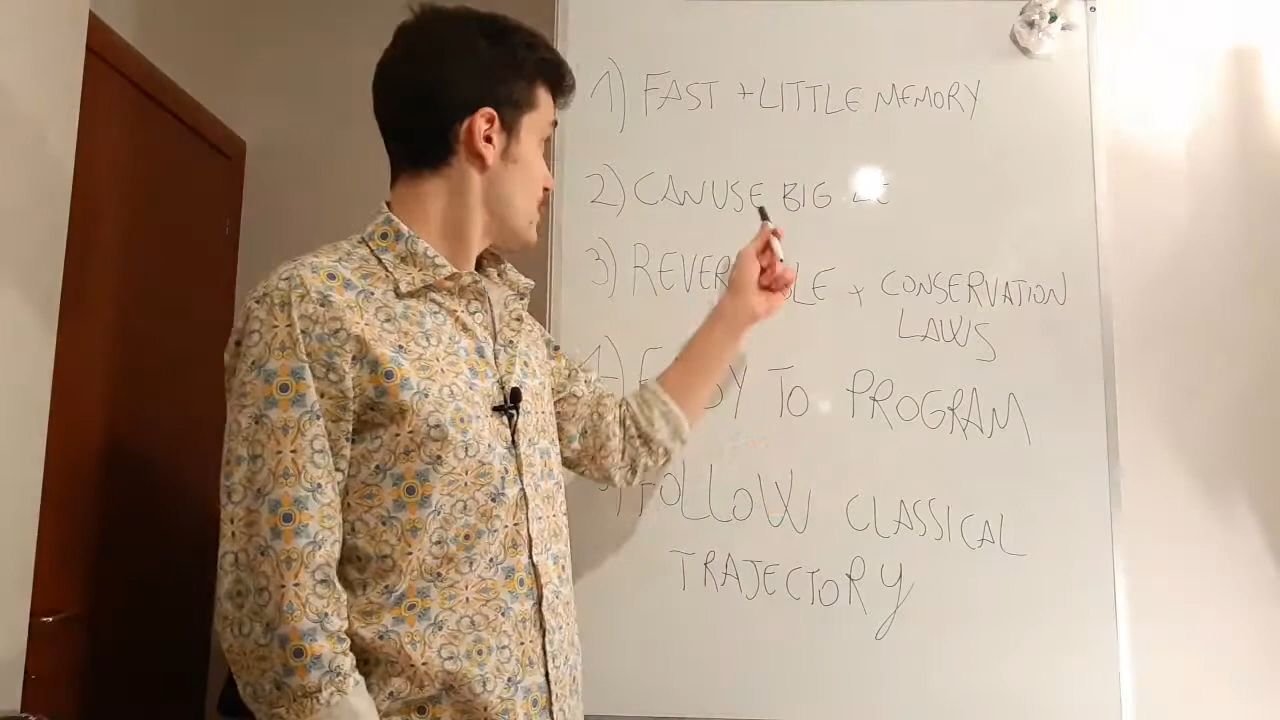 1) FAST + LITTLE MEMORY
2) CAN USE BIG
3) + CONSERVATION
LAWS
TO PROGRAM
FOLLOW CLASSICAL
TRAJECTORY